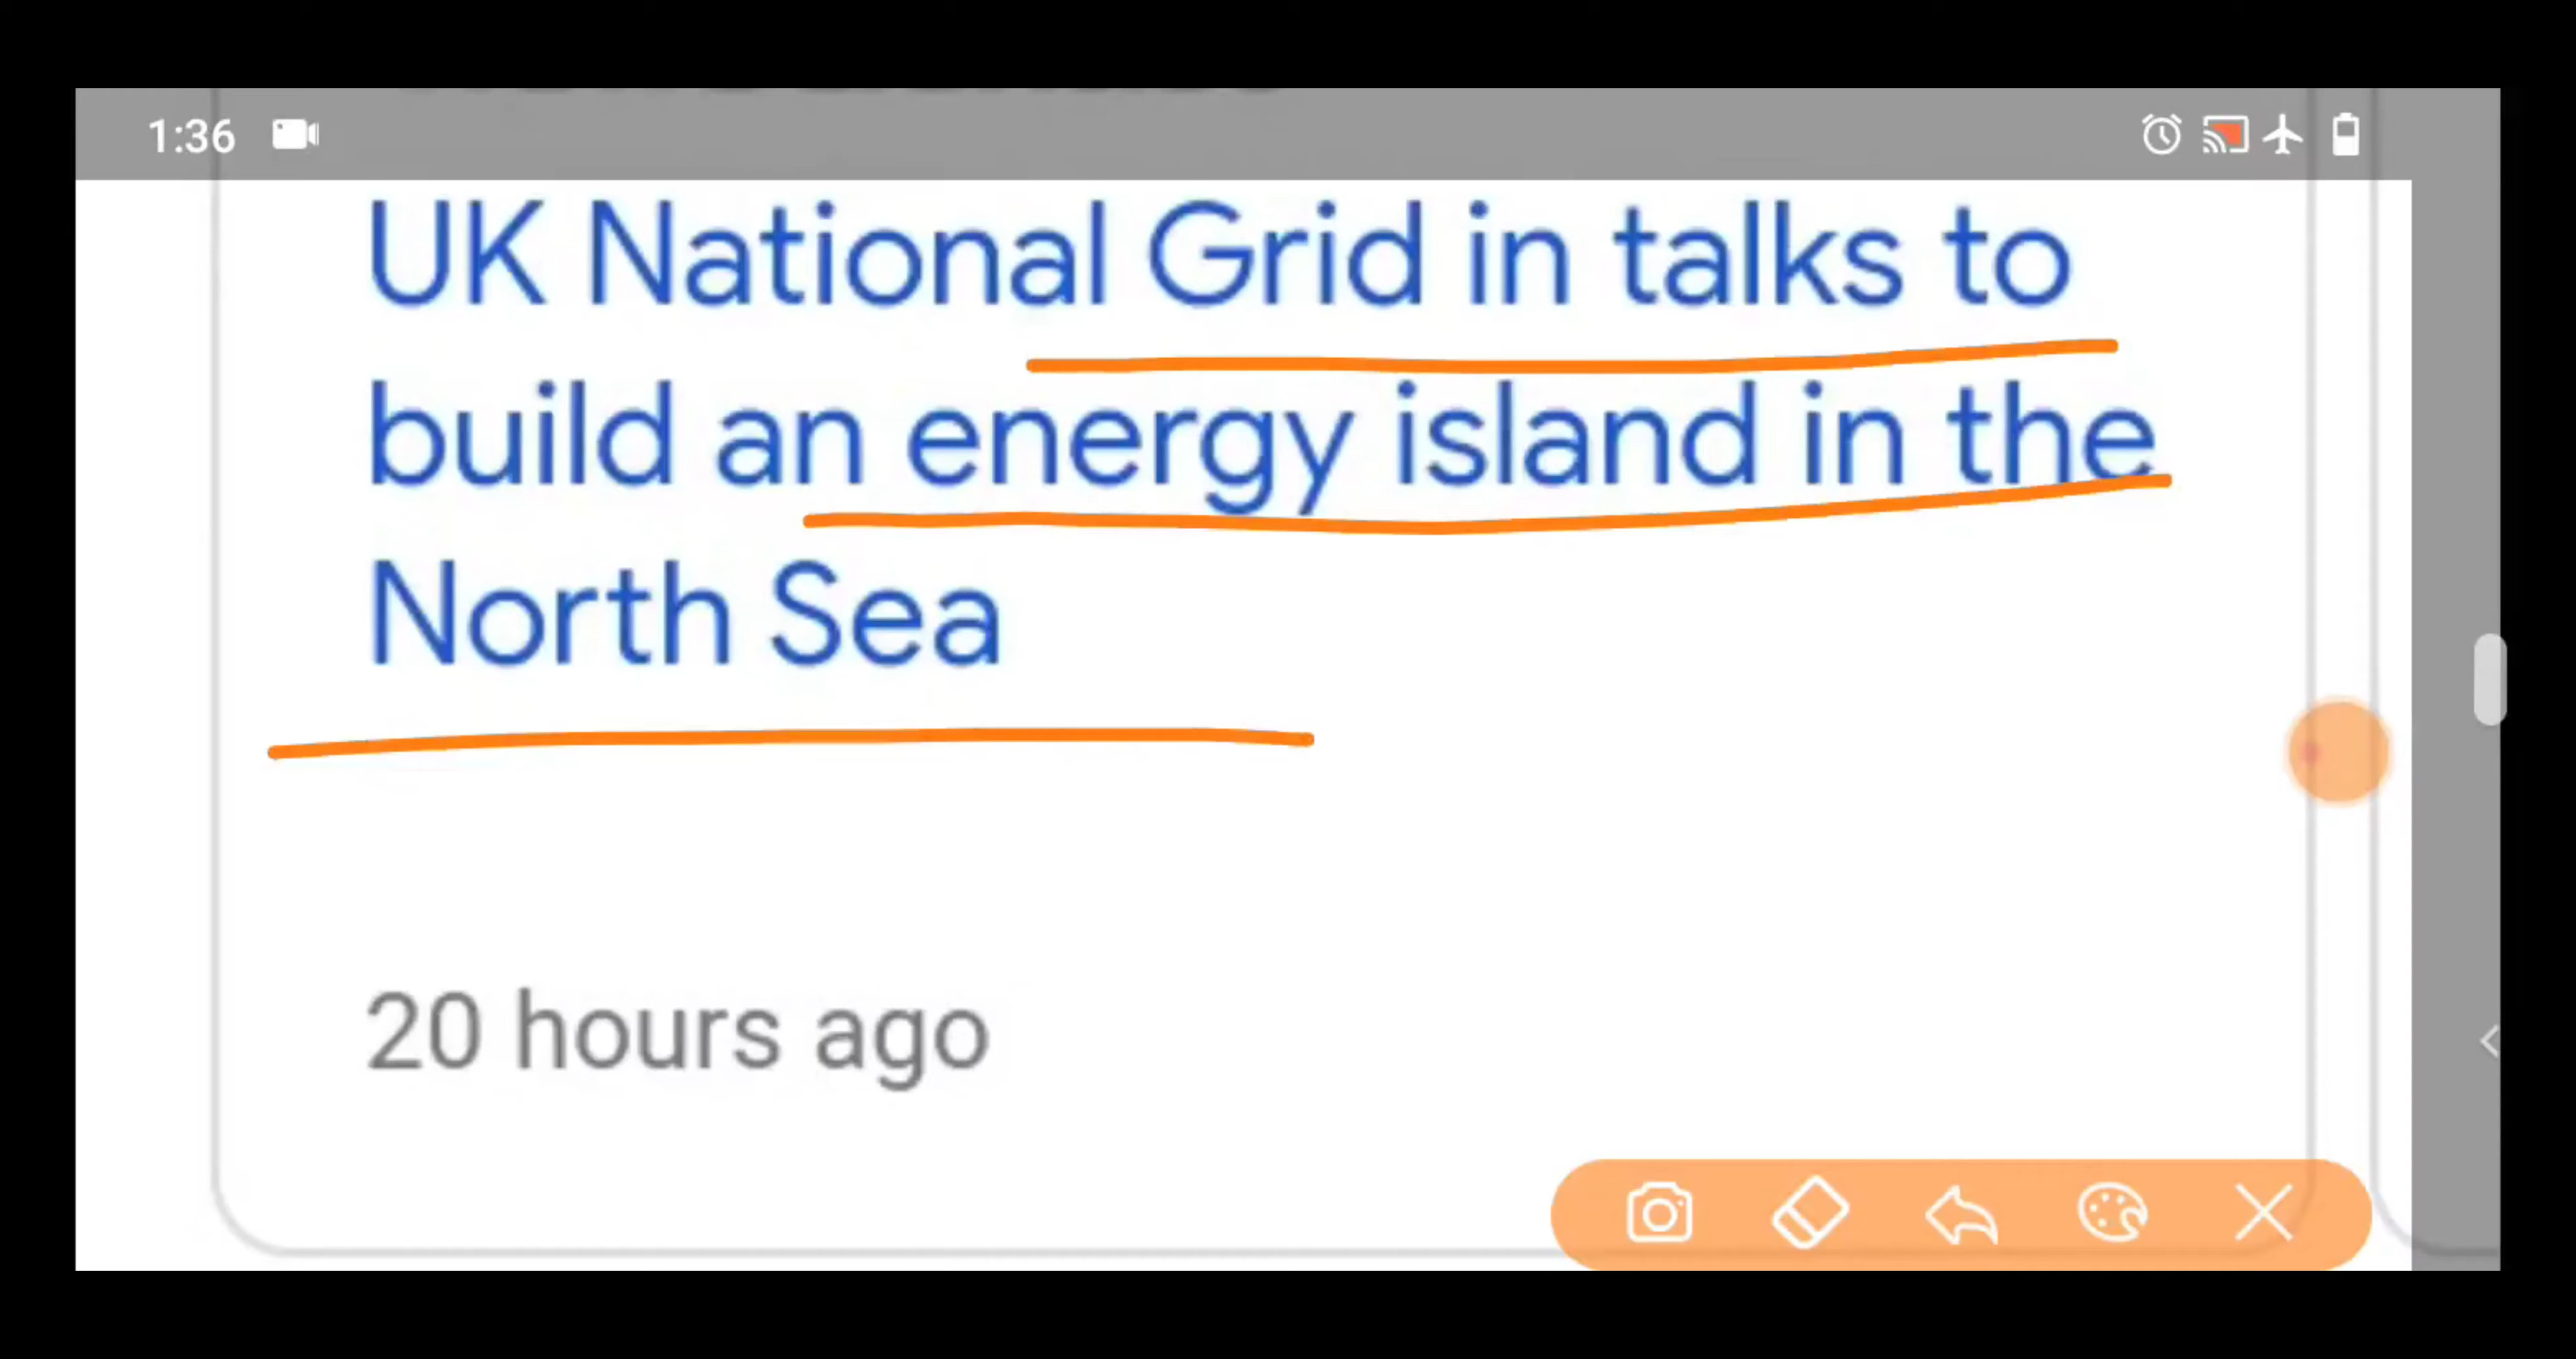 1:36
UK National Grid in talks to
build an energy island in the
North Sea
20 hours ago